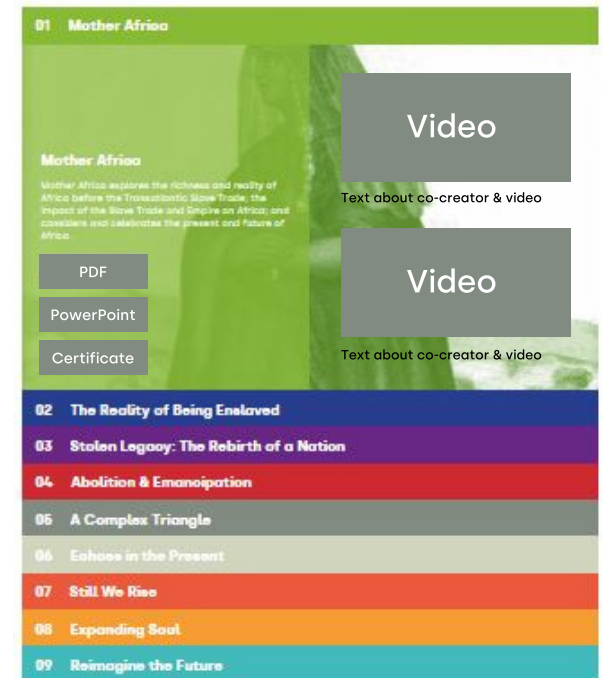 01 Mother Africa
Mother Africa
Mother Africa explores the richness and reality of
Africa before the Transatlantic Slave Trade; the
impact of the Slave Trade and Empire on Africa; and
considers and celebrates the present and future of
Africa.
PDF
PowerPoint
Certificate
Video
Text about co-creator & video
Video
Text about co-creator & video
02 The Reality of Being Enslaved
03 Stolen Legacy: The Rebirth of a Nation
04 Abolition & Emancipation
05 A Complex Triangle
06 Echoes in the Present
07 Still We Rise
08 Expanding Soul
09 Reimagine the Future